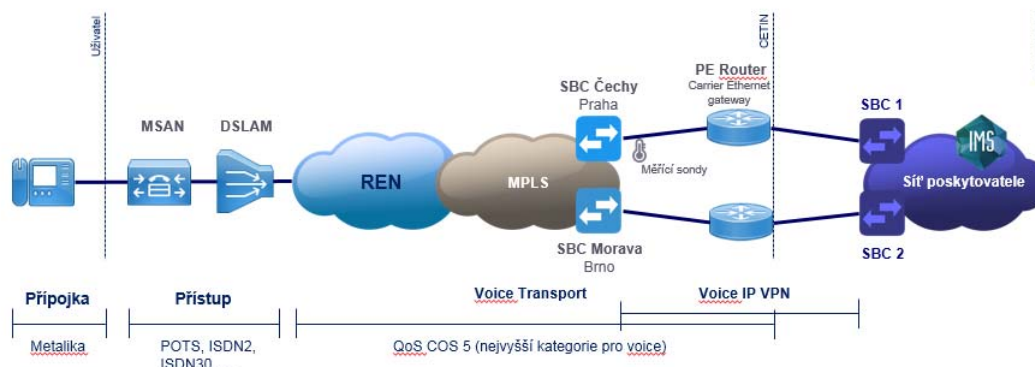 Uživatel
CETIN
MSAN
DSLAM
SBC Čechy
Praha
PE Router
Carrier Ethernet
gateway
SBC 1
IMS
REN
MPLS
Měřící sondy
Síť poskytovatele
SBC Morava
Brno
SBC 2
Přípojka
Přístup
Voice Transport
Voice IP VPN
Metalika
POTS, ISDN2,
ISDN30
QoS COS 5 (nejvyšší kategorie pro voice)